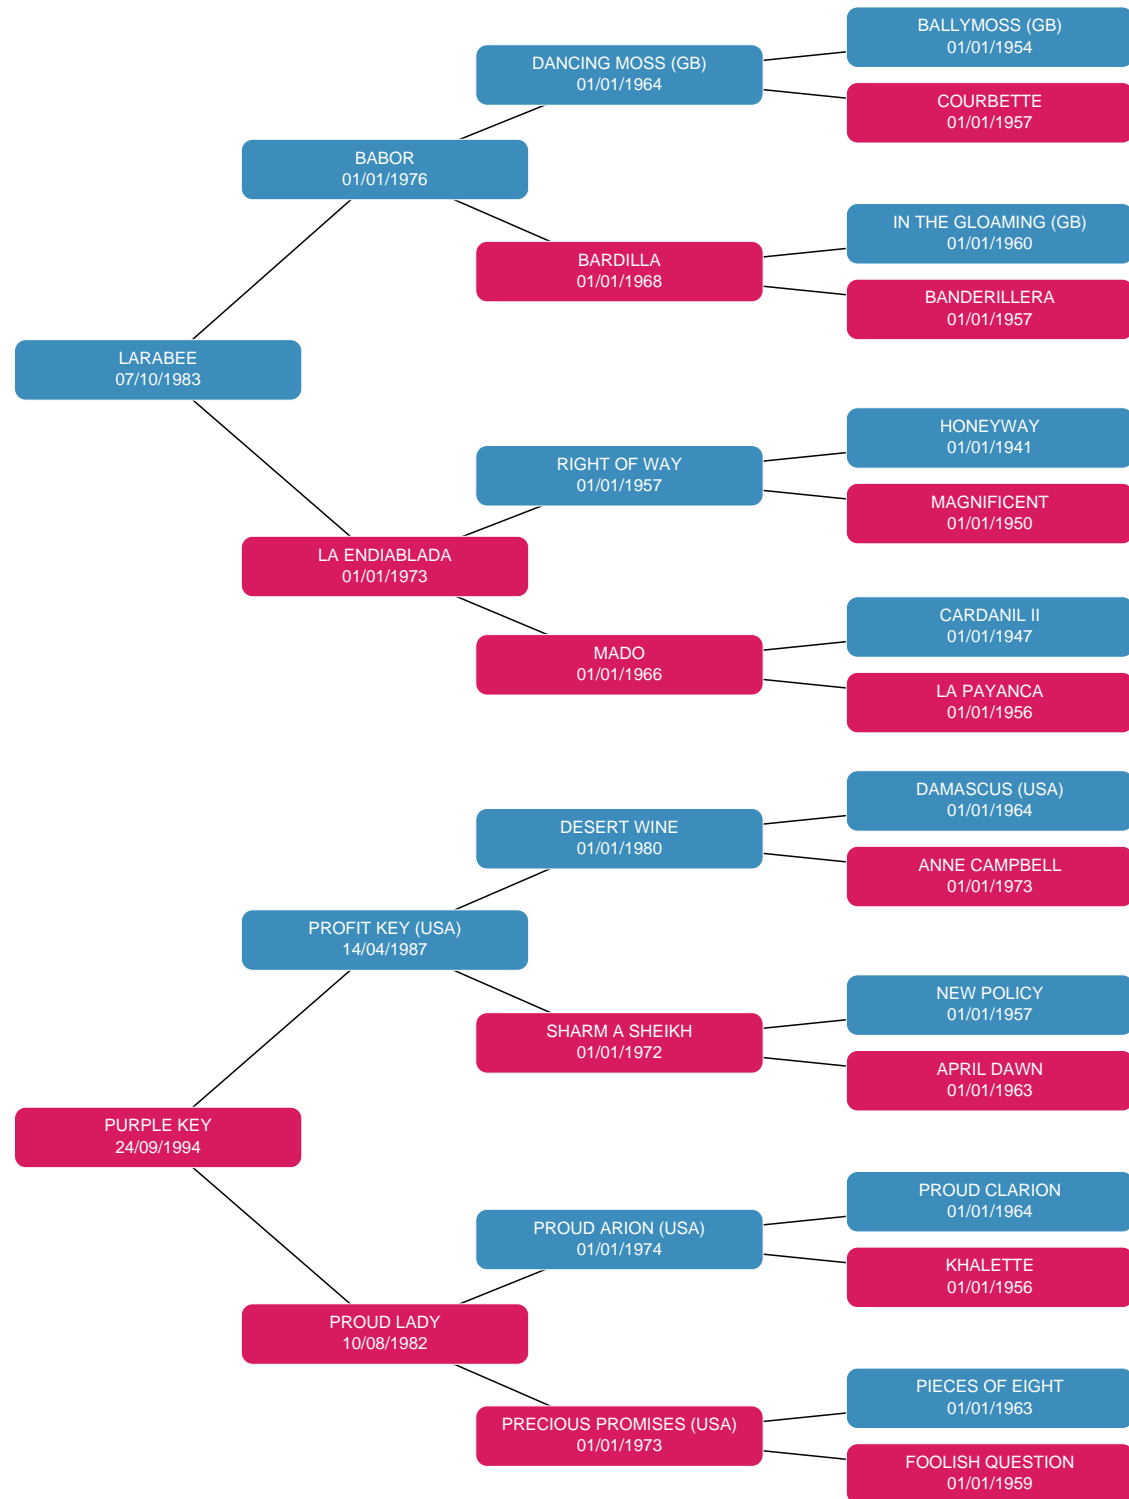 BALLYMOSS (GB)
01/01/1954
DANCING MOSS (GB)
01/01/1964
COURBETTE
01/01/1957
BABOR
01/01/1976
IN THE GLOAMING (GB)
01/01/1960
BARDILLA
01/01/1968
BANDERILLERA
01/01/1957
LARABEE
07/10/1983
HONEYWAY
01/01/1941
RIGHT OF WAY
01/01/1957
MAGNIFICENT
01/01/1950
LA ENDIABLADA
01/01/1973
CARDANIL II
01/01/1947
MADO
01/01/1966
LA PAYANCA
01/01/1956
DAMASCUS (USA)
01/01/1964
DESERT WINE
01/01/1980
ANNE CAMPBELL
01/01/1973
PROFIT KEY (USA)
14/04/1987
NEW POLICY
01/01/1957
SHARM A SHEIKH
01/01/1972
APRIL DAWN
01/01/1963
PURPLE KEY
24/09/1994
PROUD CLARION
01/01/1964
PROUD ARION (USA)
01/01/1974
KHALETTE
01/01/1956
PROUD LADY
10/08/1982
PIECES OF EIGHT
01/01/1963
PRECIOUS PROMISES (USA)
01/01/1973
FOOLISH QUESTION
01/01/1959